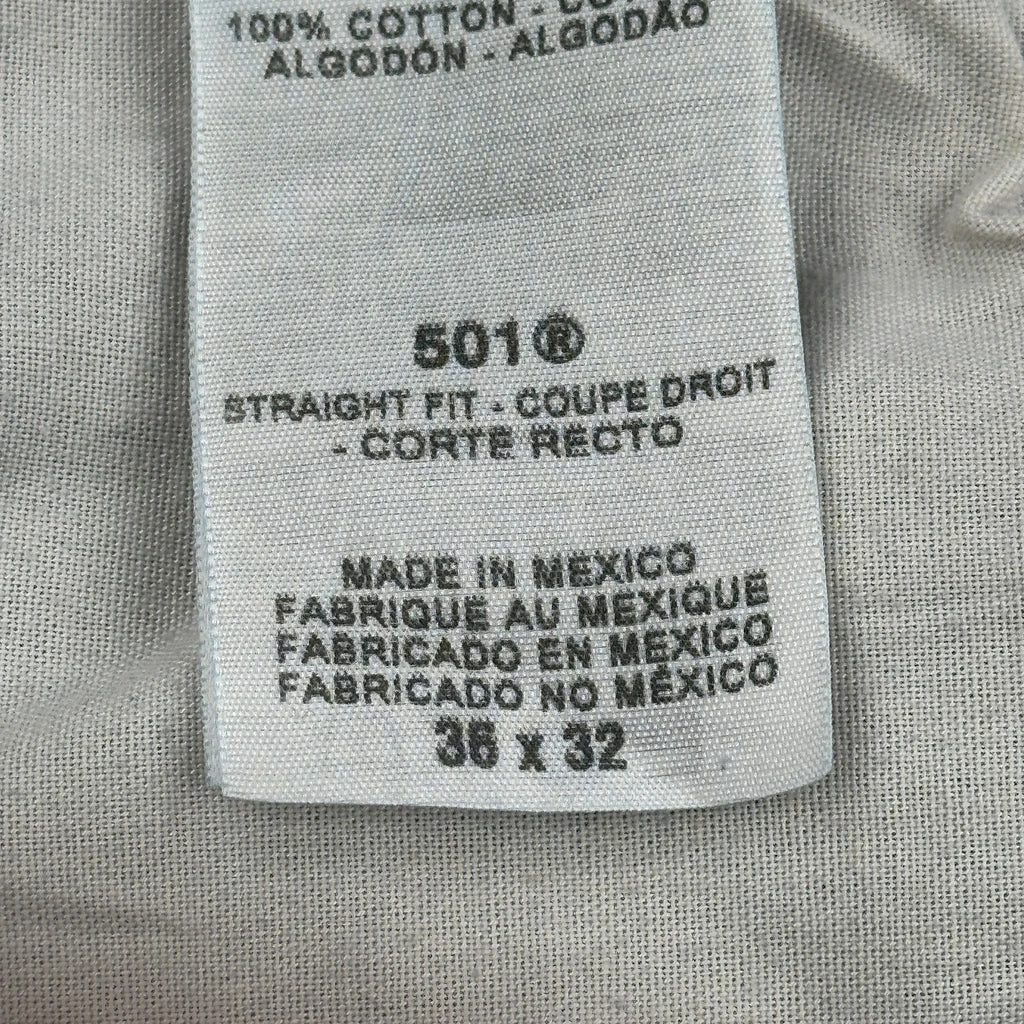 100% COTTON -
ALGODÓN - ALGODÃO
501®
STRAIGHT FIT - COUPE DROIT
- CORTE RECTO
MADE IN MEXICO
FABRIQUE AU MEXIQUE
FABRICADO EN MEXICO
FABRICADO NO MÉXICO
36 x 32